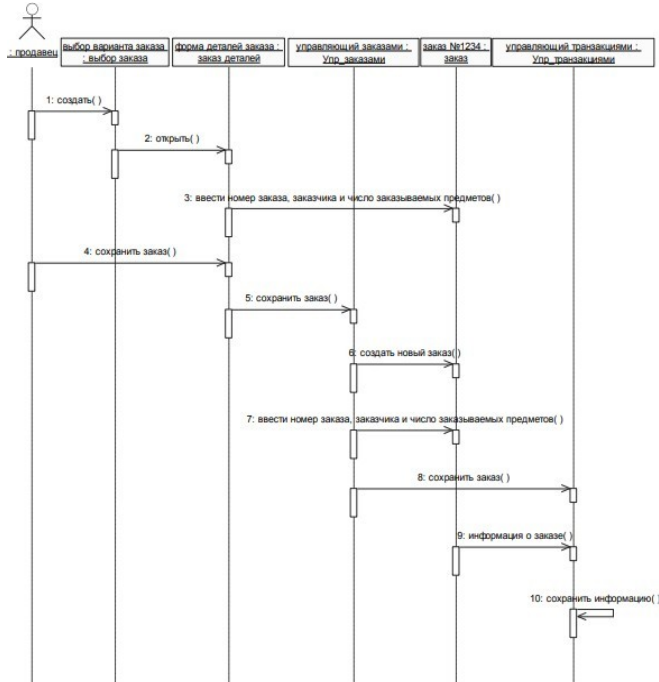 : продавец
выбор варианта заказа
: выбор заказа
форма деталей заказа :
заказ деталей
управляющий заказами :
Упр_заказами
заказ №1234 :
заказ
управляющий транзакциями :
Упр_транзакциями
1: создать( )
2: открыть( )
3: ввести номер заказа, заказчика и число заказываемых предметов( )
4: сохранить заказ( )
5: сохранить заказ( )
6: создать новый заказ( )
7: ввести номер заказа, заказчика и число заказываемых предметов( )
8: сохранить заказ( )
9: информация о заказе( )
10: сохранить информацию( )